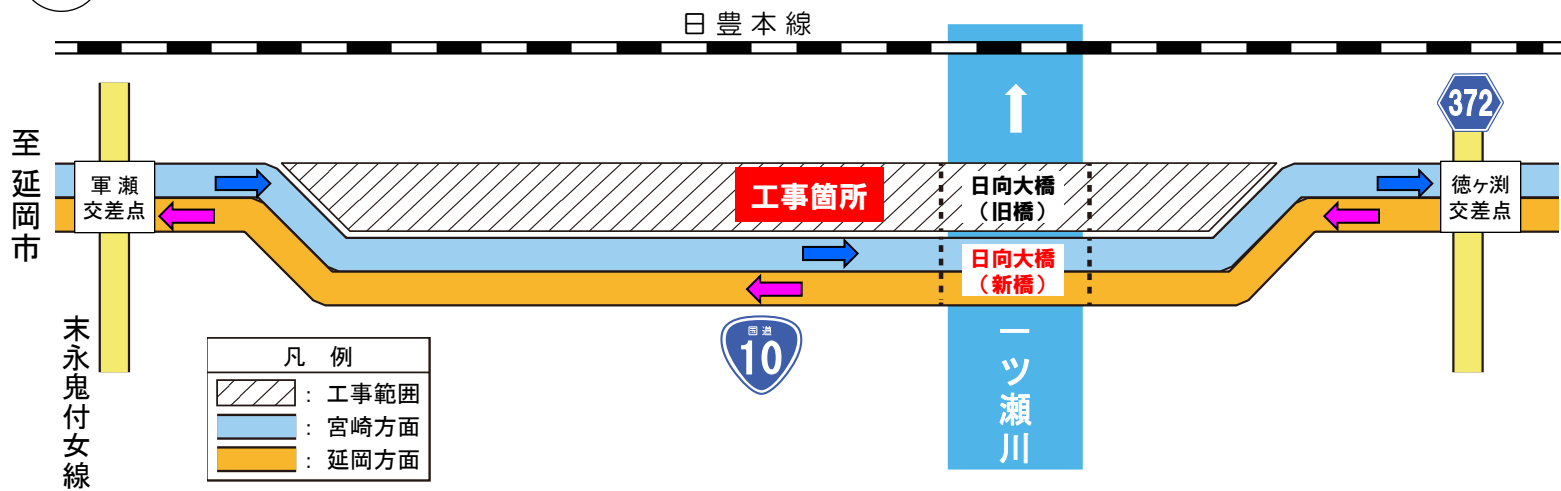 日豊本線
372
至延岡市
軍瀬
交差点
工事箇所
日向大橋
（旧橋）
徳ヶ渕
交差点
日向大橋
（新橋）
国道
10
一ツ瀬川
末永鬼付女線
凡 例
： 工事範囲
： 宮崎方面
： 延岡方面